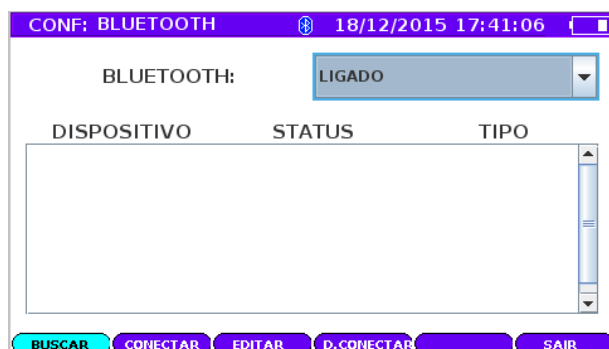 CONF: BLUETOOTH 18/12/2015 17:41:06
BLUETOOTH: LIGADO
DISPOSITIVO STATUS TIPO
BUSCAR CONECTAR EDITAR D.CONECTAR SAIR